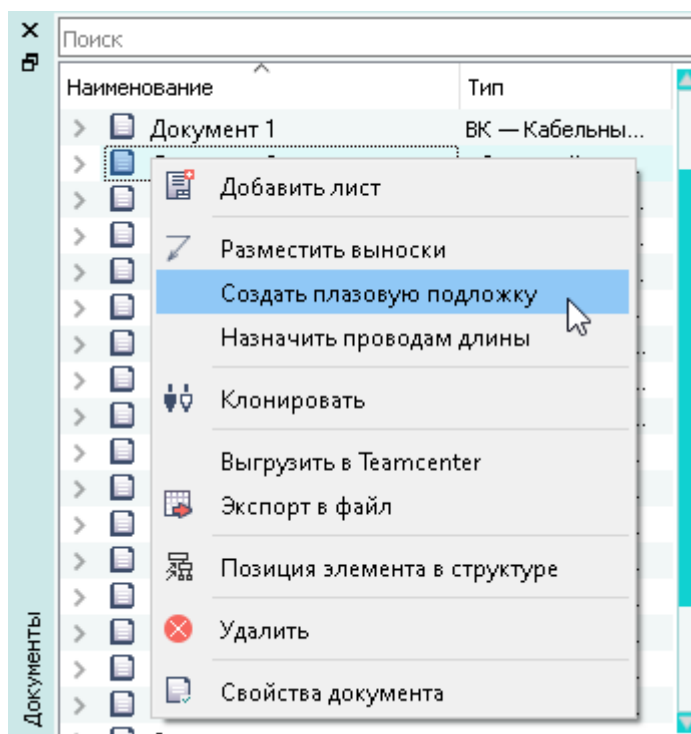 Поиск
Наименование Тип
Документ 1 ВК — Кабельны...
Добавить лист
Разместить выноски
Создать плазовую подложку
Назначить проводам длины
Клонировать
Выгрузить в Teamcenter
Экспорт в файл
Позиция элемента в структуре
Удалить
Свойства документа
Документы